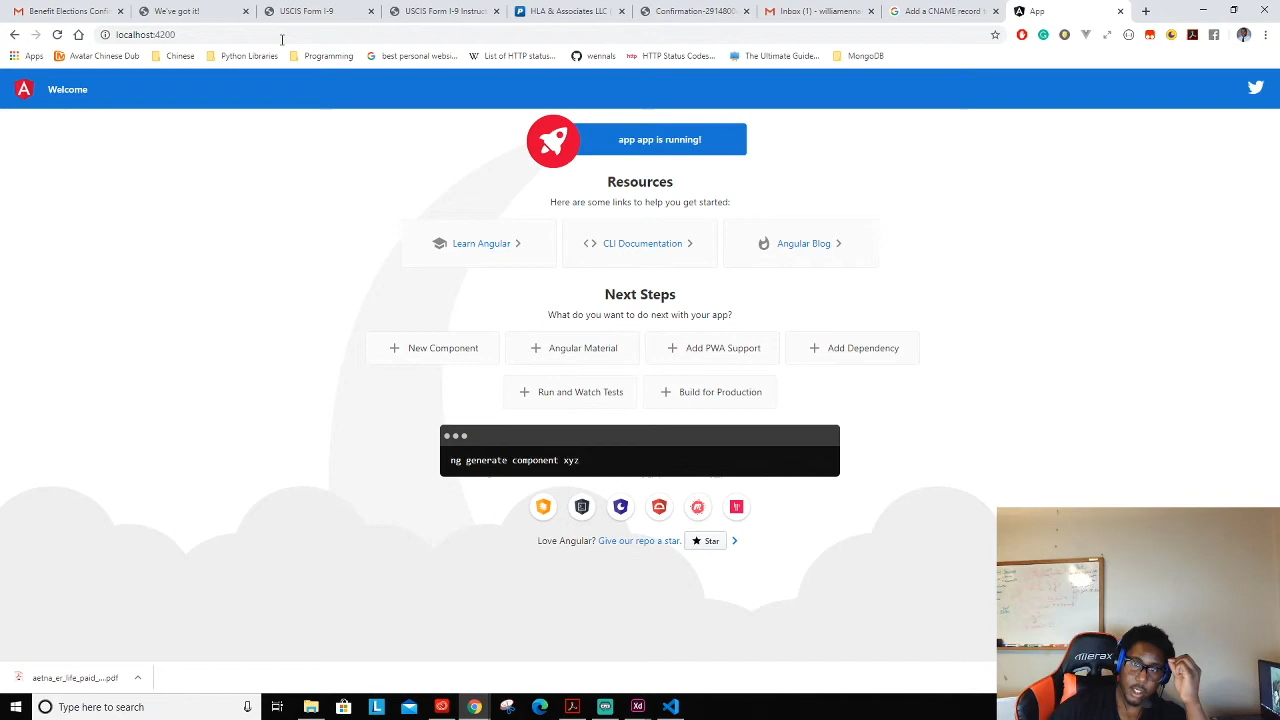 Benefit Elections Confir
We've got it!
USCIS Form I-9
USCIS Form I-9 Instruc
HLA & Associates LLC |
Confirmation-2914800
Inbox (1) - williamenne
Add a CNAME record t
App
localhost:4200
Apps
Avatar Chinese Dub
Chinese
Python Libraries
Programming
best personal websi...
List of HTTP status...
wennals
HTTP Status Codes...
The Ultimate Guide...
MongoDB
Welcome
app app is running!
Resources
Here are some links to help you get started:
Learn Angular
CLI Documentation
Angular Blog
Next Steps
What do you want to do next with your app?
New Component
Angular Material
Add PWA Support
Add Dependency
Run and Watch Tests
Build for Production
ng generate component xyz
Love Angular? Give our repo a star.
Star
aetna_er_life_paid_....pdf
Type here to search